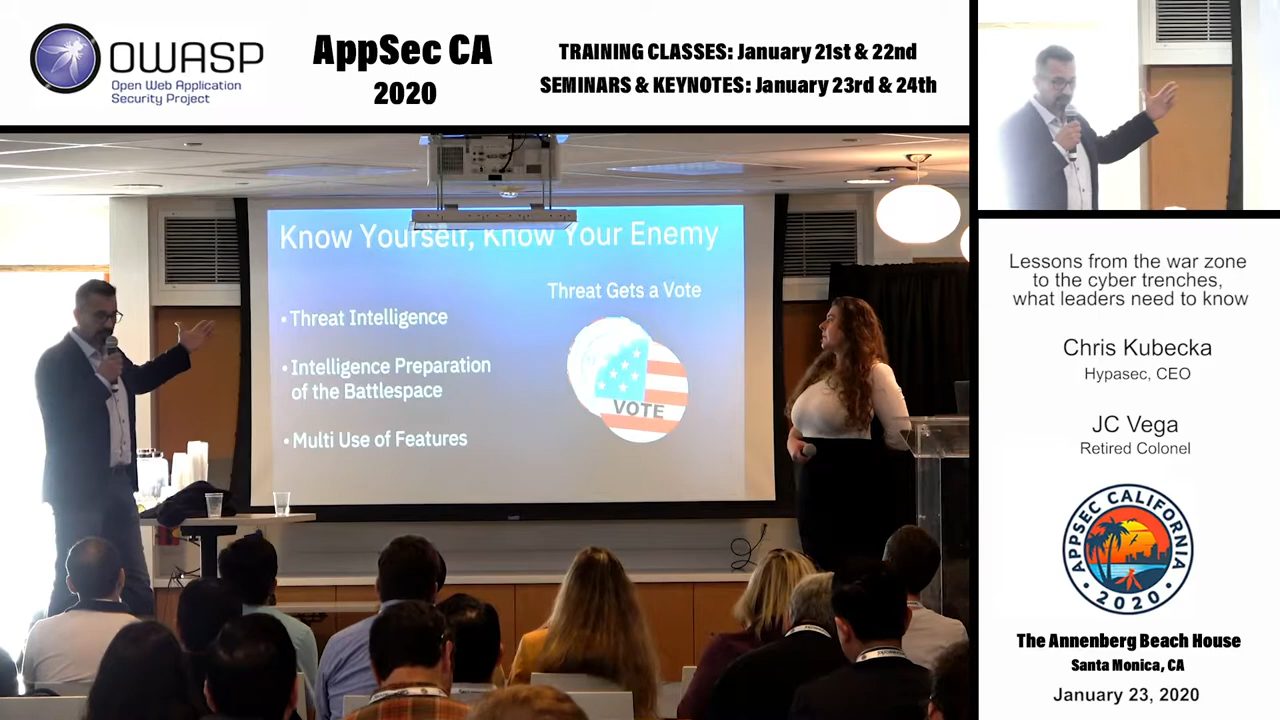 OWASP
Open Web Application
Security Project
AppSec CA
2020
TRAINING CLASSES: January 21st & 22nd
SEMINARS & KEYNOTES: January 23rd & 24th
Know Yourself, Know Your Enemy
Threat Gets a Vote
• Threat Intelligence
• Intelligence Preparation
of the Battlespace
• Multi Use of Features
VOTE
Lessons from the war zone
to the cyber trenches,
what leaders need to know
Chris Kubecka
Hypasec, CEO
JC Vega
Retired Colonel
APPSEC CALIFORNIA
• 2020 •
The Annenberg Beach House
Santa Monica, CA
January 23, 2020